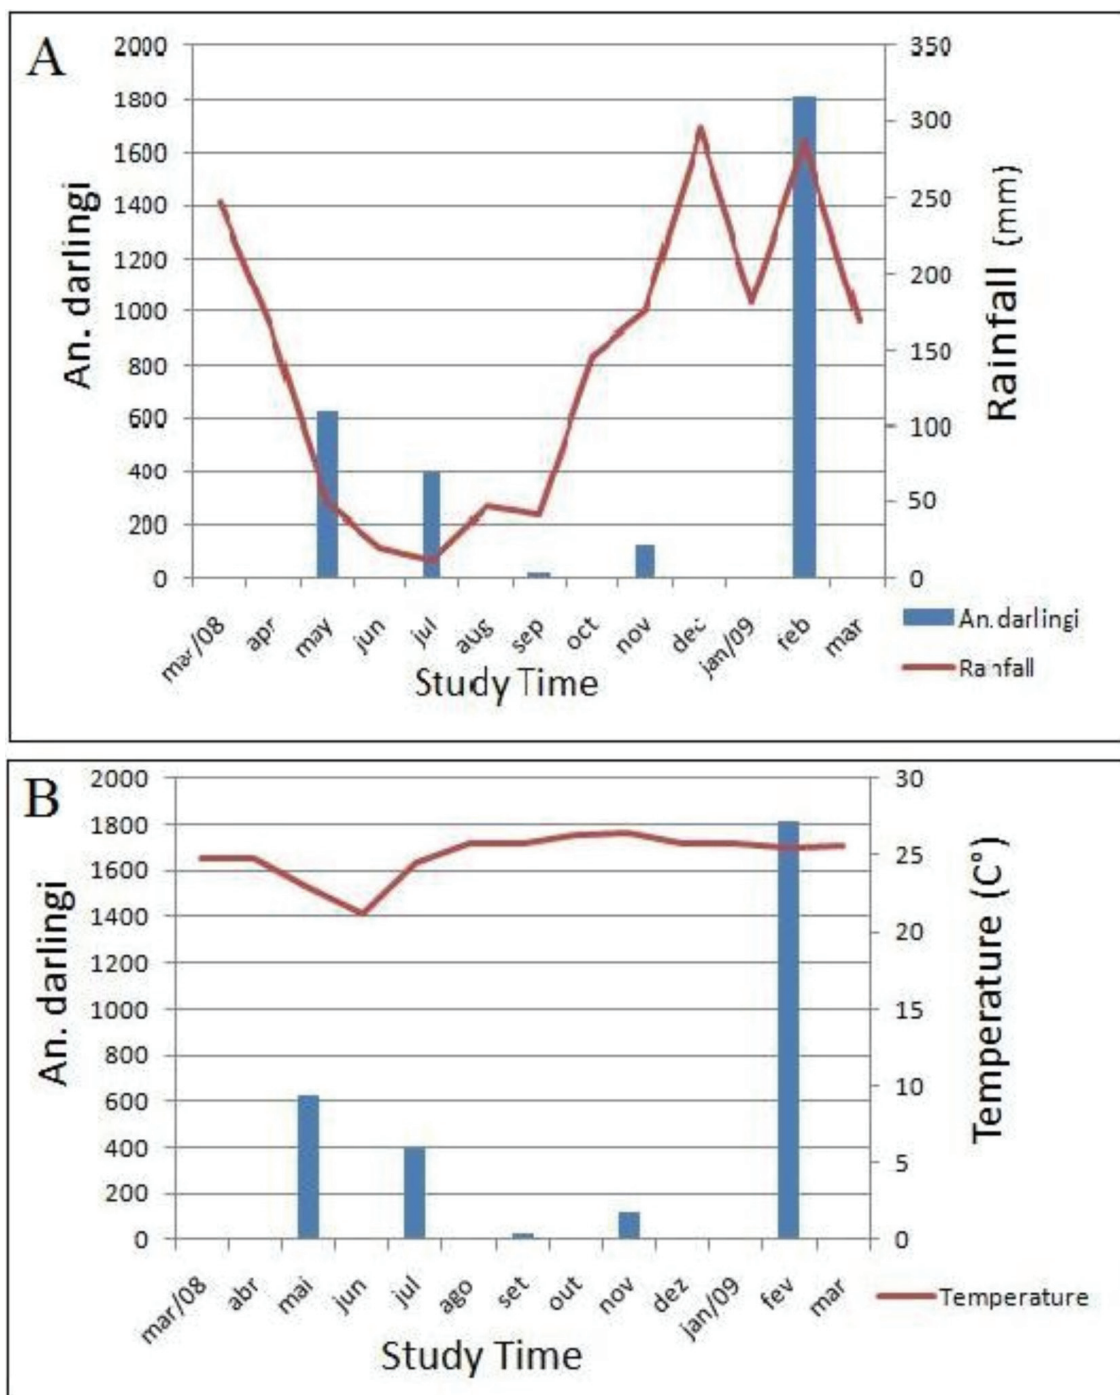 A
2000
1800
1600
1400
1200
1000
800
600
400
200
0
An. darlingi
350
300
250
200
150
100
50
0
Rainfall (mm)
mar/08 apr may jun jul aug sep oct nov dec jan/09 feb mar
Study Time
An.darlingi
Rainfall
B
2000
1800
1600
1400
1200
1000
800
600
400
200
0
An. darlingi
30
25
20
15
10
5
0
Temperature (C°)
mar/08 abr mai jun jul ago set out nov dez jan/09 fev mar
Study Time
Temperature